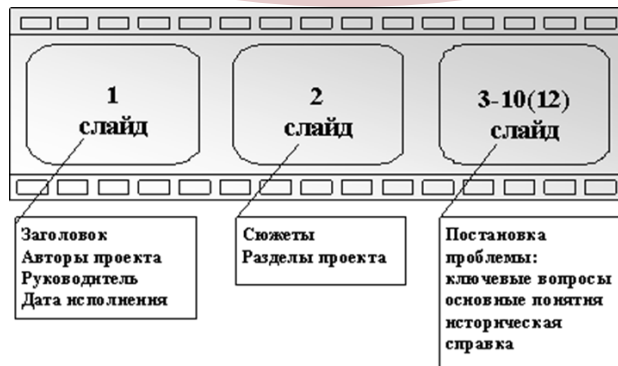 1
слайд
2
слайд
3-10(12)
слайд
Заголовок
Авторы проекта
Руководитель
Дата исполнения
Сюжеты
Разделы проекта
Постановка
проблемы:
ключевые вопросы
основные понятия
историческая
справка